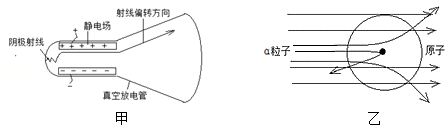 静电场
射线偏转方向
阴极射线
+
+ + + + +
- - - -
真空放电管
甲
α粒子
原子
乙